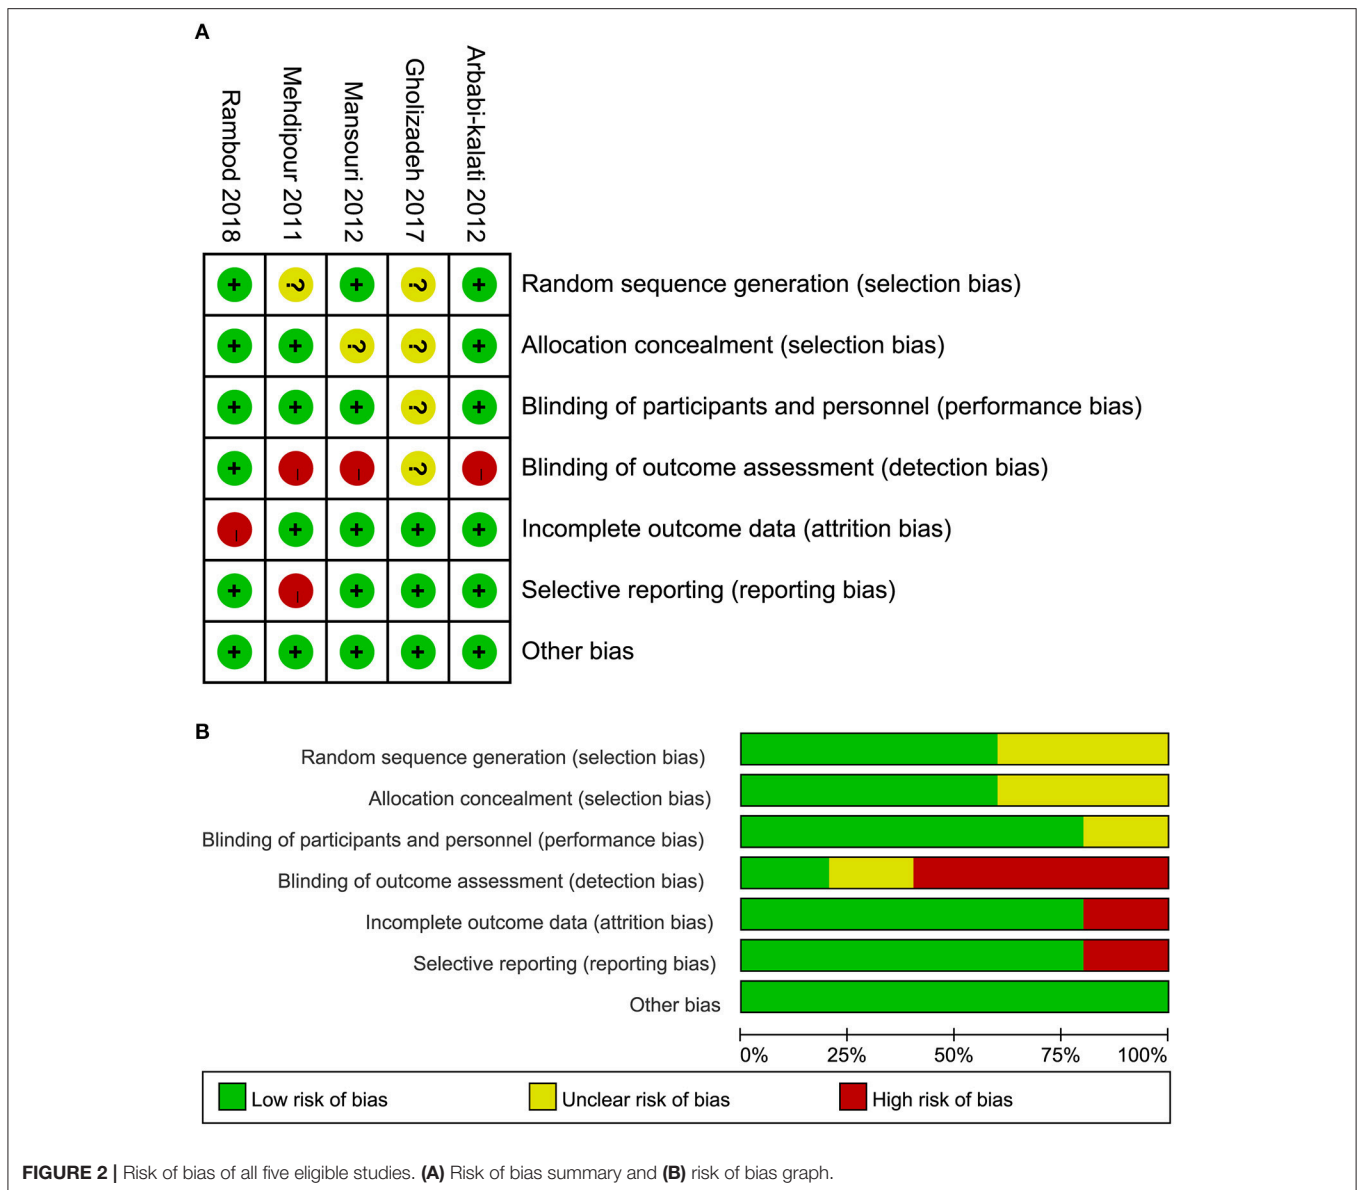 A
Rambod 2018
Mehdipour 2011
Mansouri 2012
Gholizadeh 2017
Arbabi-kalati 2012
+ ? + ? + Random sequence generation (selection bias)
+ + ? ? + Allocation concealment (selection bias)
+ + + ? + Blinding of participants and personnel (performance bias)
+ – – ? – Blinding of outcome assessment (detection bias)
– + + + + Incomplete outcome data (attrition bias)
+ – + + + Selective reporting (reporting bias)
+ + + + + Other bias
B
Random sequence generation (selection bias)
Allocation concealment (selection bias)
Blinding of participants and personnel (performance bias)
Blinding of outcome assessment (detection bias)
Incomplete outcome data (attrition bias)
Selective reporting (reporting bias)
Other bias
0% 25% 50% 75% 100%
Low risk of bias Unclear risk of bias High risk of bias
FIGURE 2 | Risk of bias of all five eligible studies. (A) Risk of bias summary and (B) risk of bias graph.